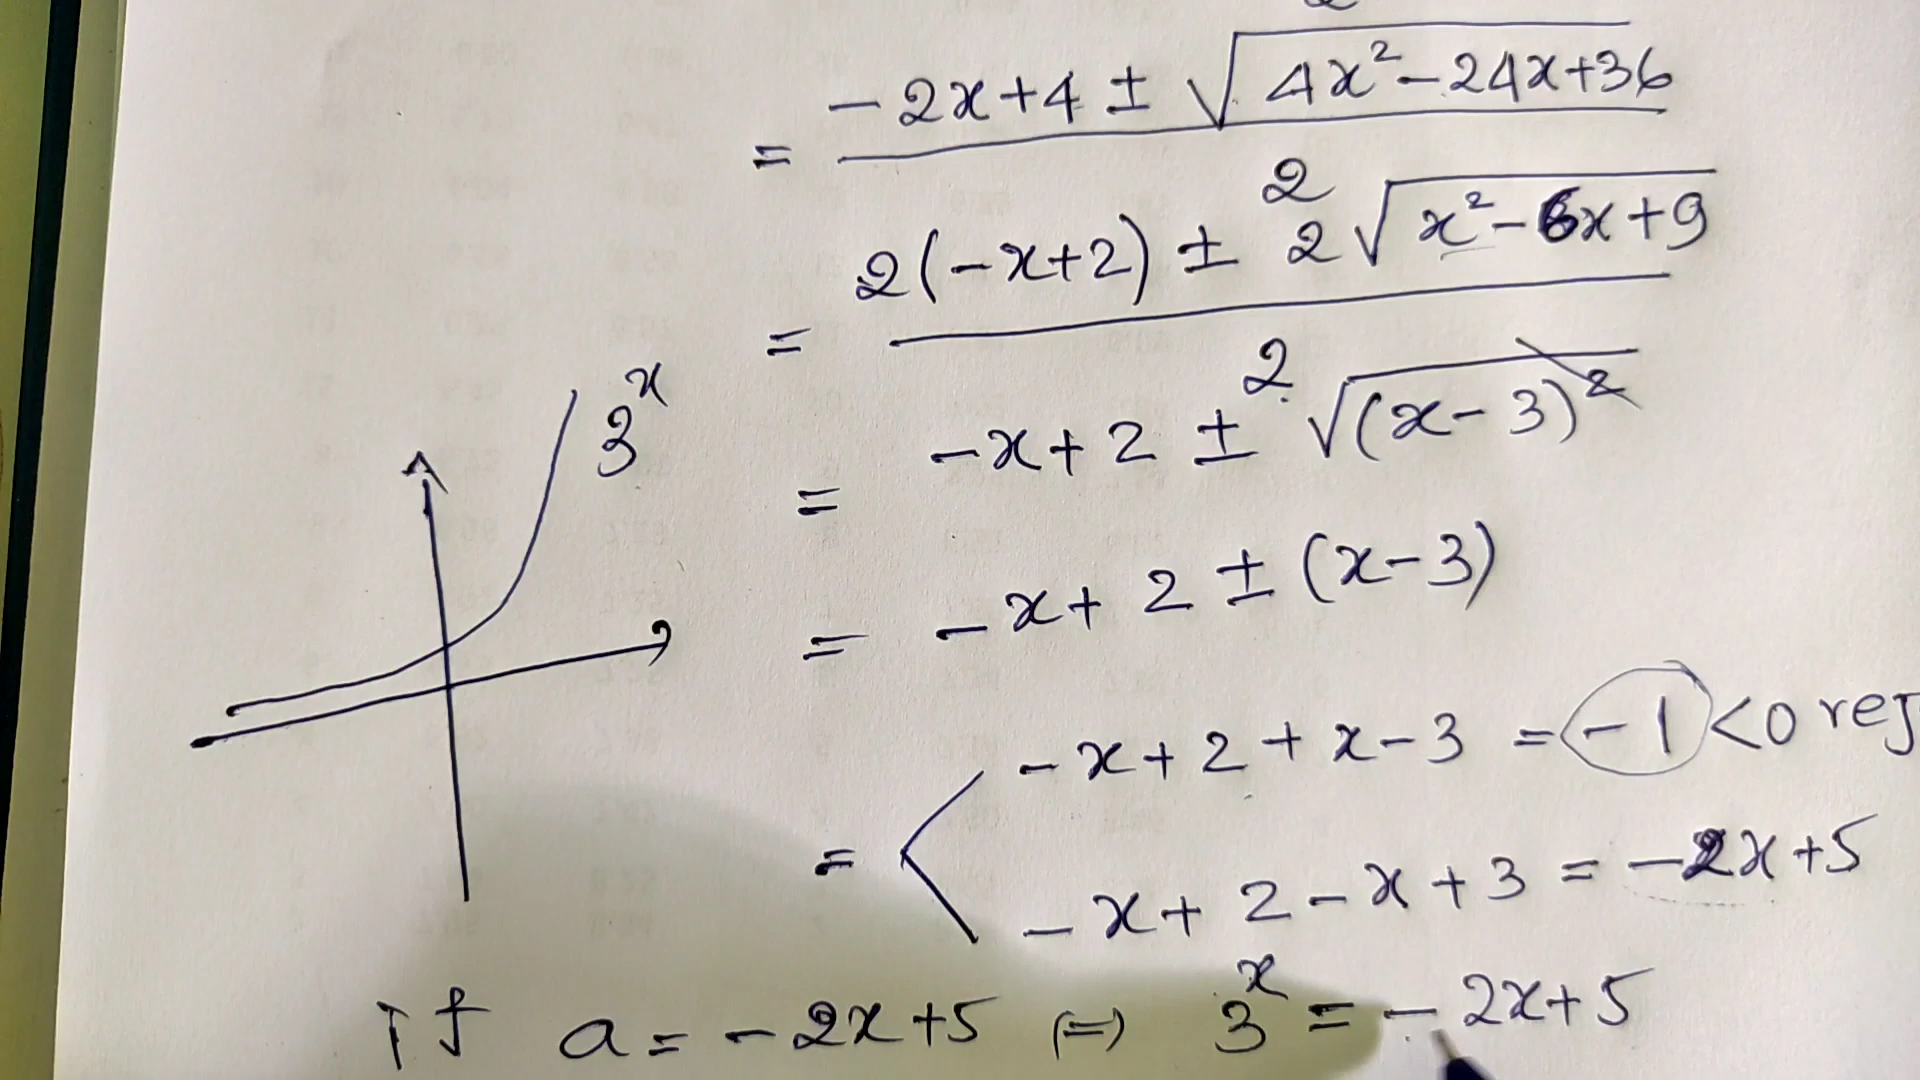 = (-2x+4 ± √(4x²-24x+36)) / 2
= (2(-x+2) ± 2√(x²-6x+9)) / 2
= -x+2 ± √(x-3)²
= -x+2 ± (x-3)
3^x
= < -x+2+x-3 = -1 <0 rej
-x+2-x+3 = -2x+5
If a = -2x+5 (=) 3^x = -2x+5